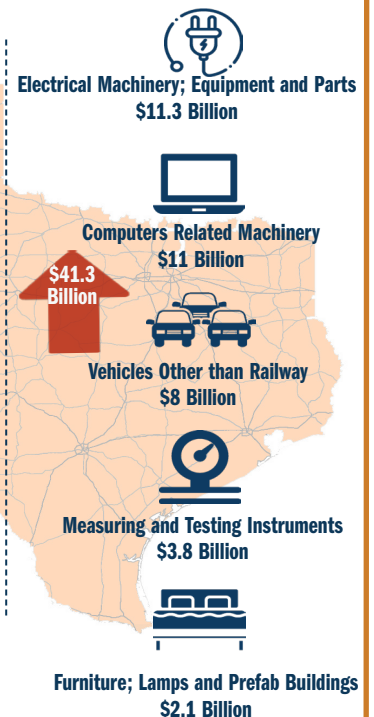 Electrical Machinery; Equipment and Parts
$11.3 Billion
Computers Related Machinery
$11 Billion
$41.3
Billion
Vehicles Other than Railway
$8 Billion
Measuring and Testing Instruments
$3.8 Billion
Furniture; Lamps and Prefab Buildings
$2.1 Billion